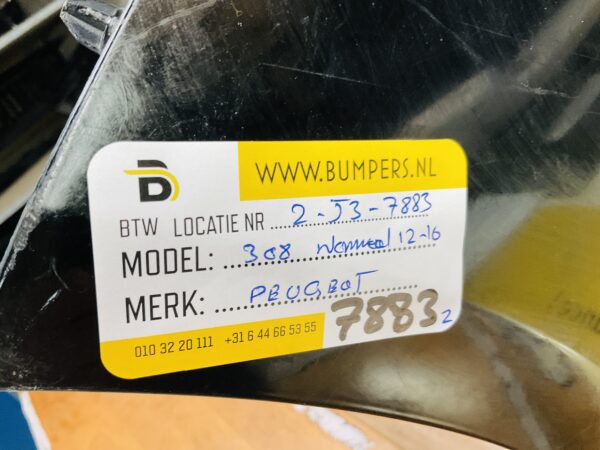 WWW.BUMPERS.NL
BTW LOCATIE NR 2-J3-7883
MODEL: 308 Normaal 12-16
MERK: PEUGEOT
7883 2
010 32 20 111 +31 6 44 66 53 55